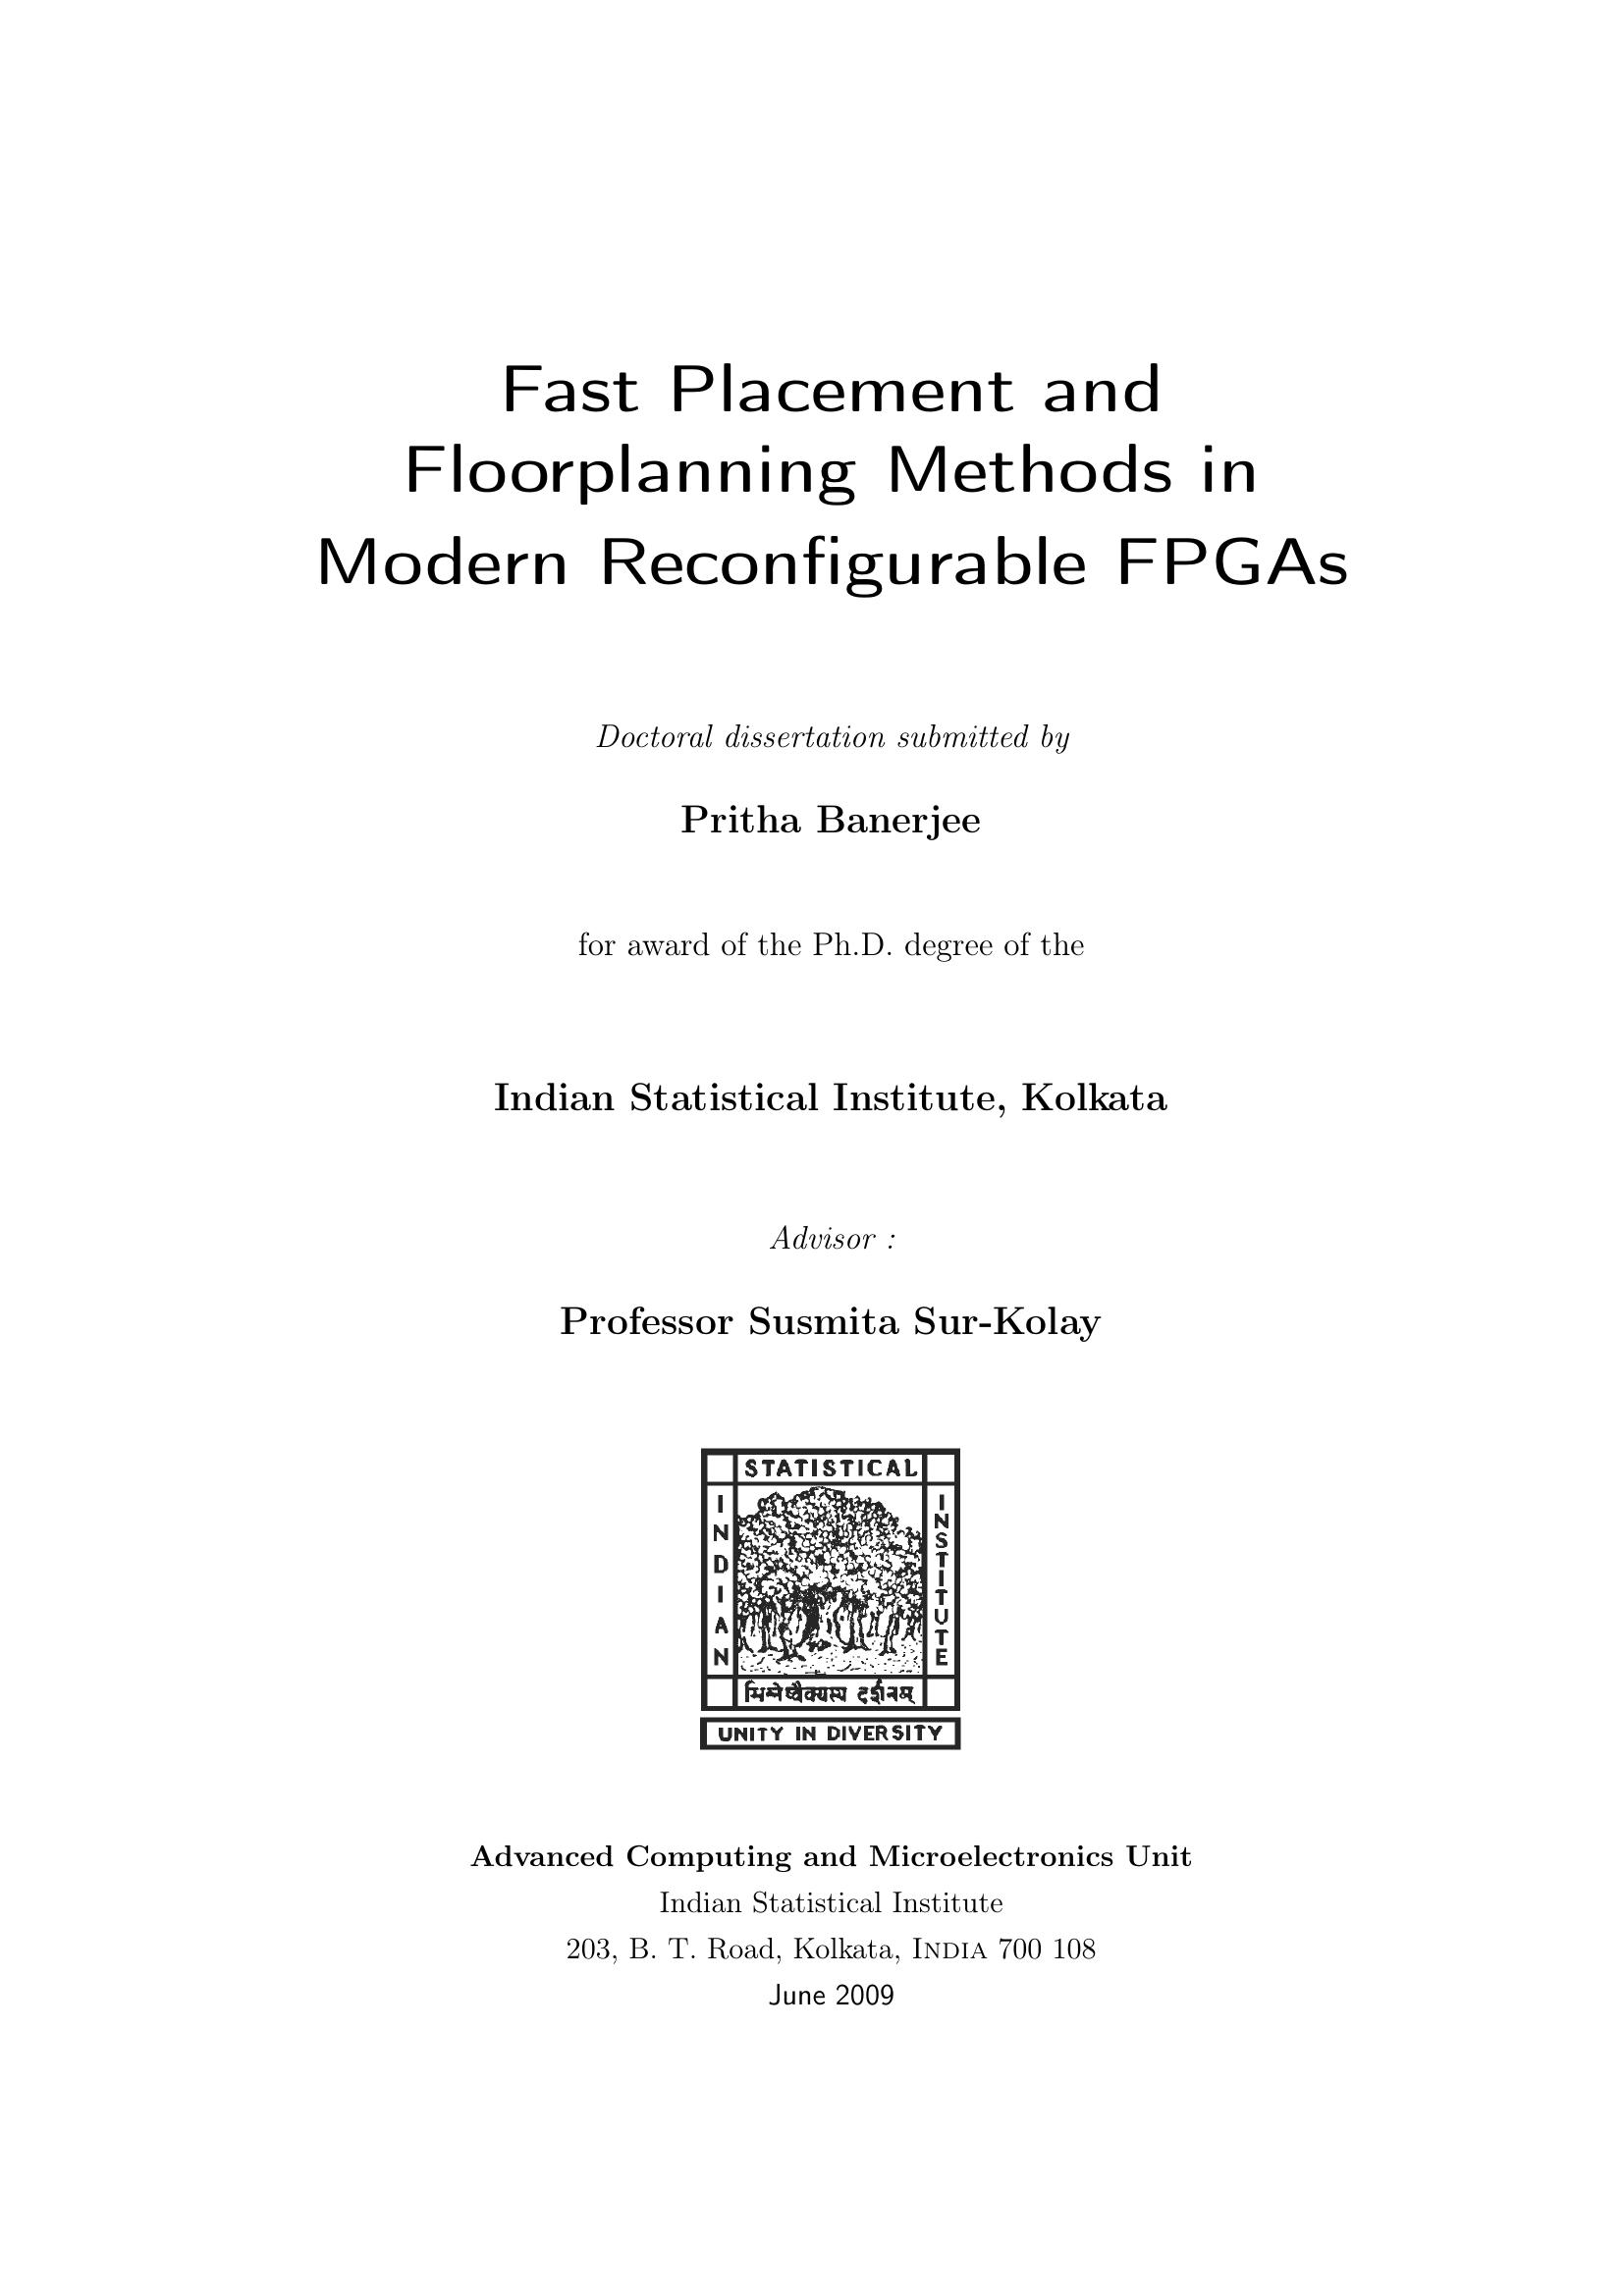 Fast Placement and
Floorplanning Methods in
Modern Reconfigurable FPGAs
Doctoral dissertation submitted by
Pritha Banerjee
for award of the Ph.D. degree of the
Indian Statistical Institute, Kolkata
Advisor :
Professor Susmita Sur-Kolay
STATISTICAL
INDIAN
INSTITUTE
दर्शनम्
UNITY IN DIVERSITY
Advanced Computing and Microelectronics Unit
Indian Statistical Institute
203, B. T. Road, Kolkata, INDIA 700 108
June 2009